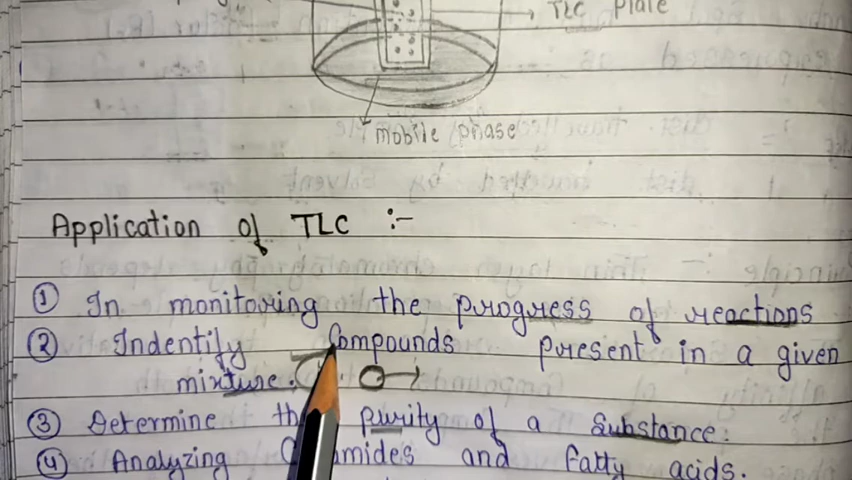 TLC Plate
mobile phase
Application of TLC :-
① In monitoring the progress of reactions
② Indentify Compounds present in a given
mixture.
③ Determine the purity of a Substance.
④ Analyzing and fatty acids.